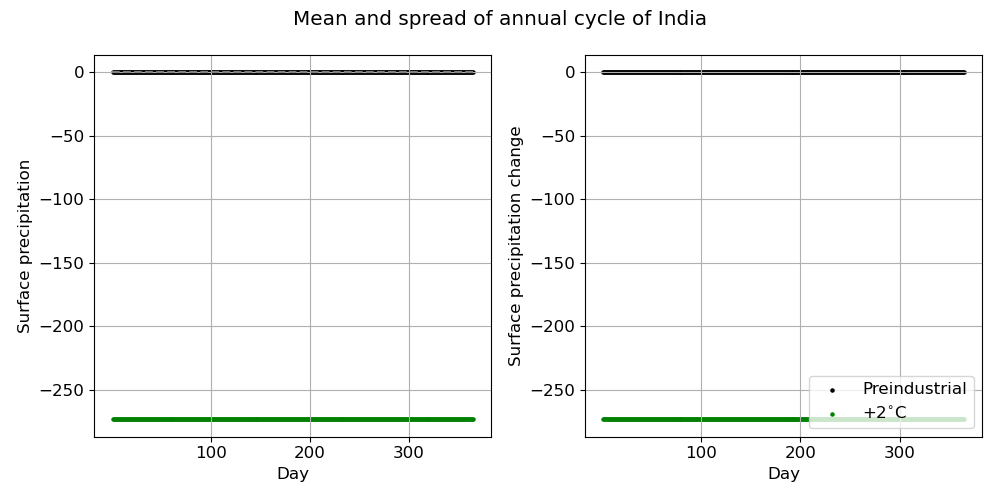 Mean and spread of annual cycle of India
Surface precipitation
0
−50
−100
−150
−200
−250
100
200
300
Day
Surface precipitation change
0
−50
−100
−150
−200
−250
100
200
300
Day
Preindustrial
+2°C